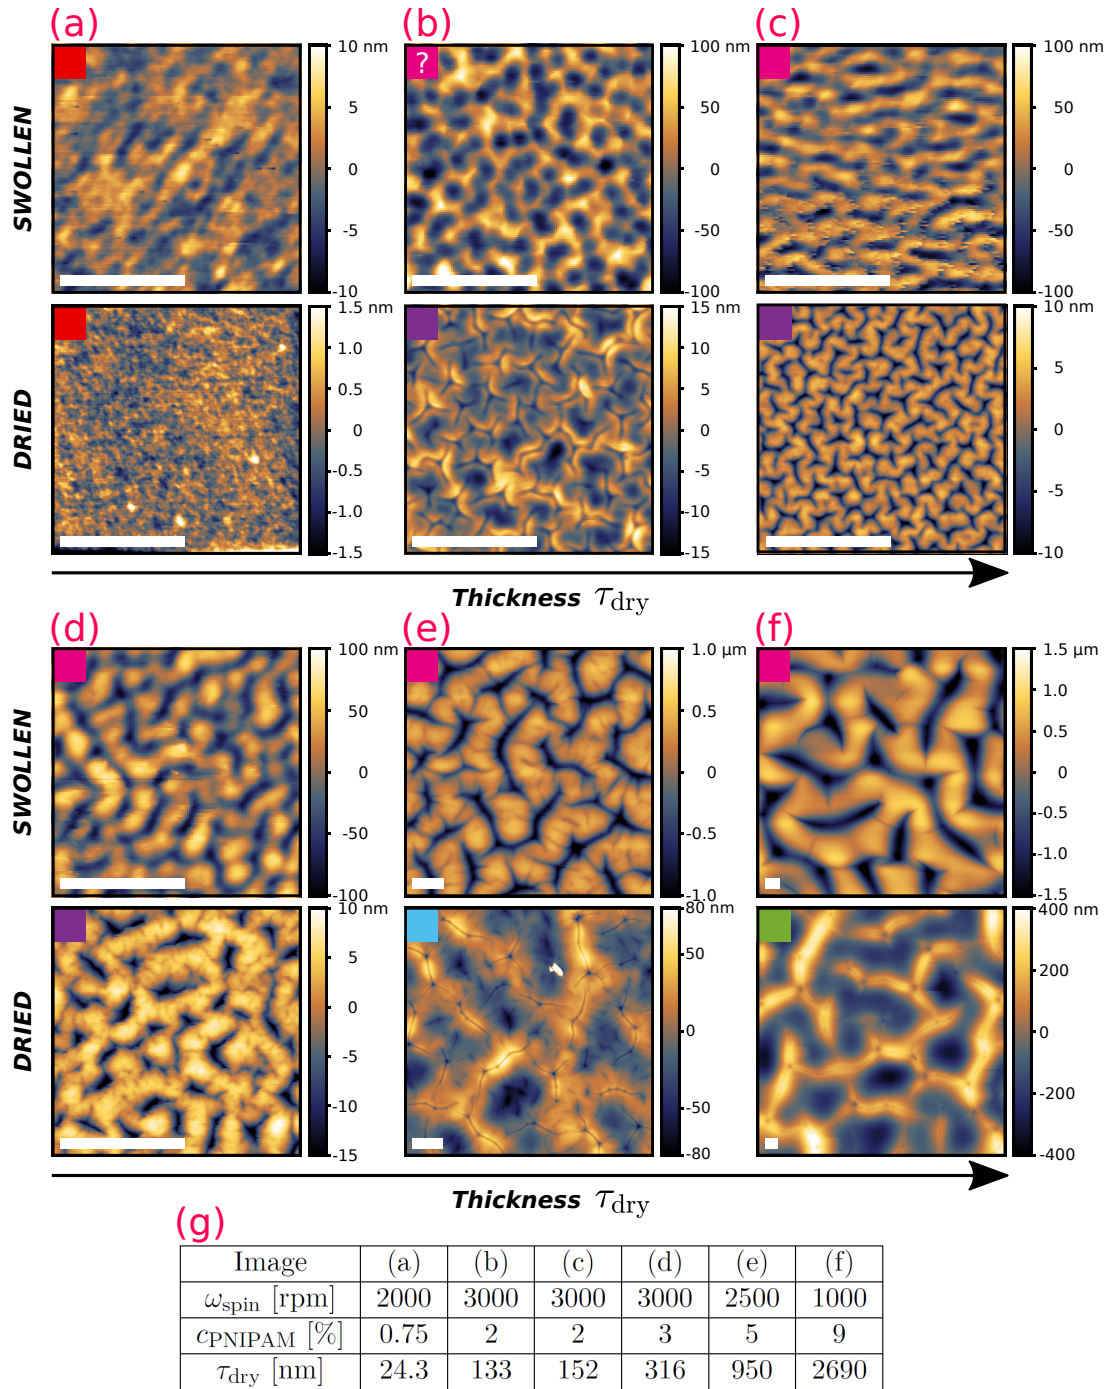 (a) (b) (c)
SWOLLEN
10 nm
5
0
-5
-10
?
100 nm
50
0
-50
-100
100 nm
50
0
-50
-100
DRIED
1.5 nm
1.0
0.5
0
-0.5
-1.0
-1.5
15 nm
10
5
0
5
10
-15
10 nm
5
0
-5
-10
Thickness τdry
(d) (e) (f)
SWOLLEN
100 nm
50
0
-50
-100
1.0 µm
0.5
0
-0.5
-1.0
1.5 µm
1.0
0.5
0
-0.5
-1.0
-1.5
DRIED
10 nm
5
0
-5
-10
-15
80 nm
40
0
-50
-80
400 nm
200
0
-200
-400
Thickness τdry
(g)
Image (a) (b) (c) (d) (e) (f)
ωspin [rpm] 2000 3000 3000 3000 2500 1000
cPNIPAM [%] 0.75 2 2 3 5 9
τdry [nm] 24.3 133 152 316 950 2690